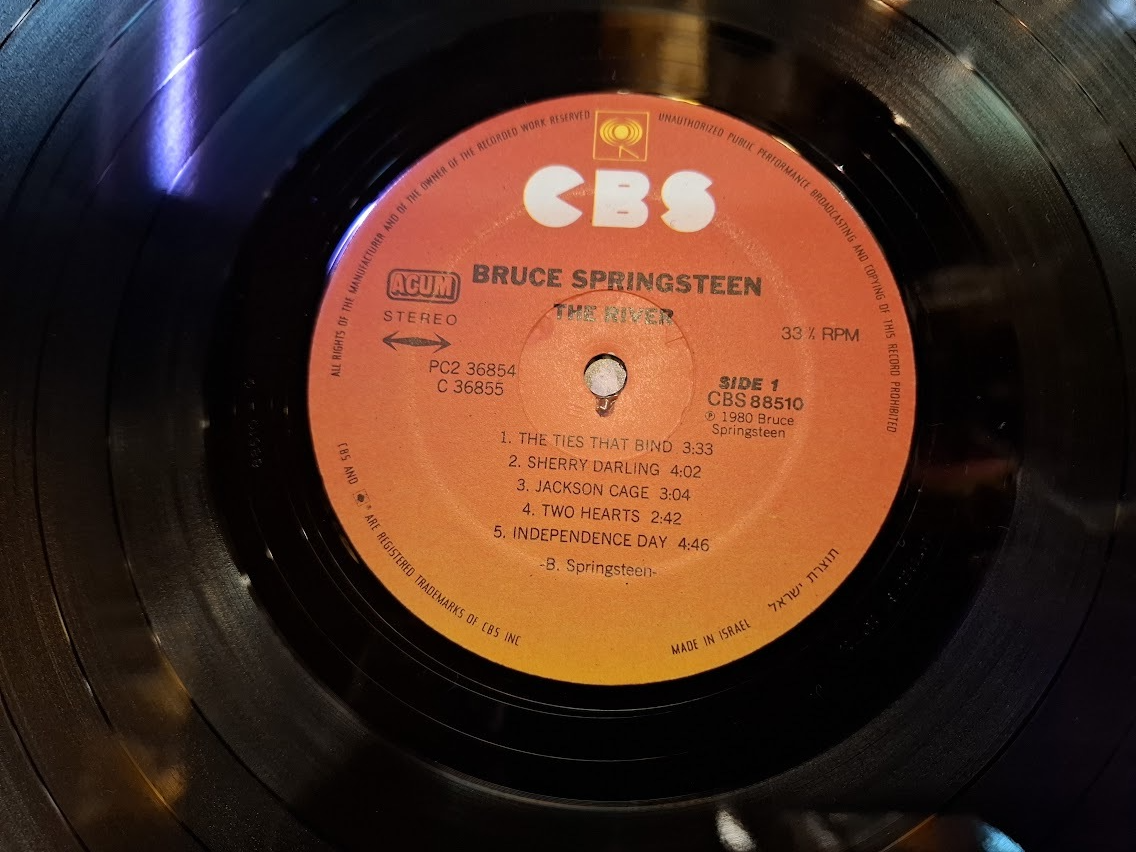 ALL RIGHTS OF THE MANUFACTURER AND OF THE OWNER OF THE RECORDED WORK RESERVED
UNAUTHORIZED PUBLIC PERFORMANCE BROADCASTING AND COPYING OF THIS RECORD PROHIBITED
CBS
ACUM
BRUCE SPRINGSTEEN
THE RIVER
STEREO
33⅓ RPM
PC2 36854
C 36855
SIDE 1
CBS 88510
℗ 1980 Bruce
Springsteen
1. THE TIES THAT BIND 3:33
2. SHERRY DARLING 4:02
3. JACKSON CAGE 3:04
4. TWO HEARTS 2:42
5. INDEPENDENCE DAY 4:46
-B. Springsteen-
CBS AND ® ARE REGISTERED TRADEMARKS OF CBS INC
MADE IN ISRAEL
תוצרת ישראל